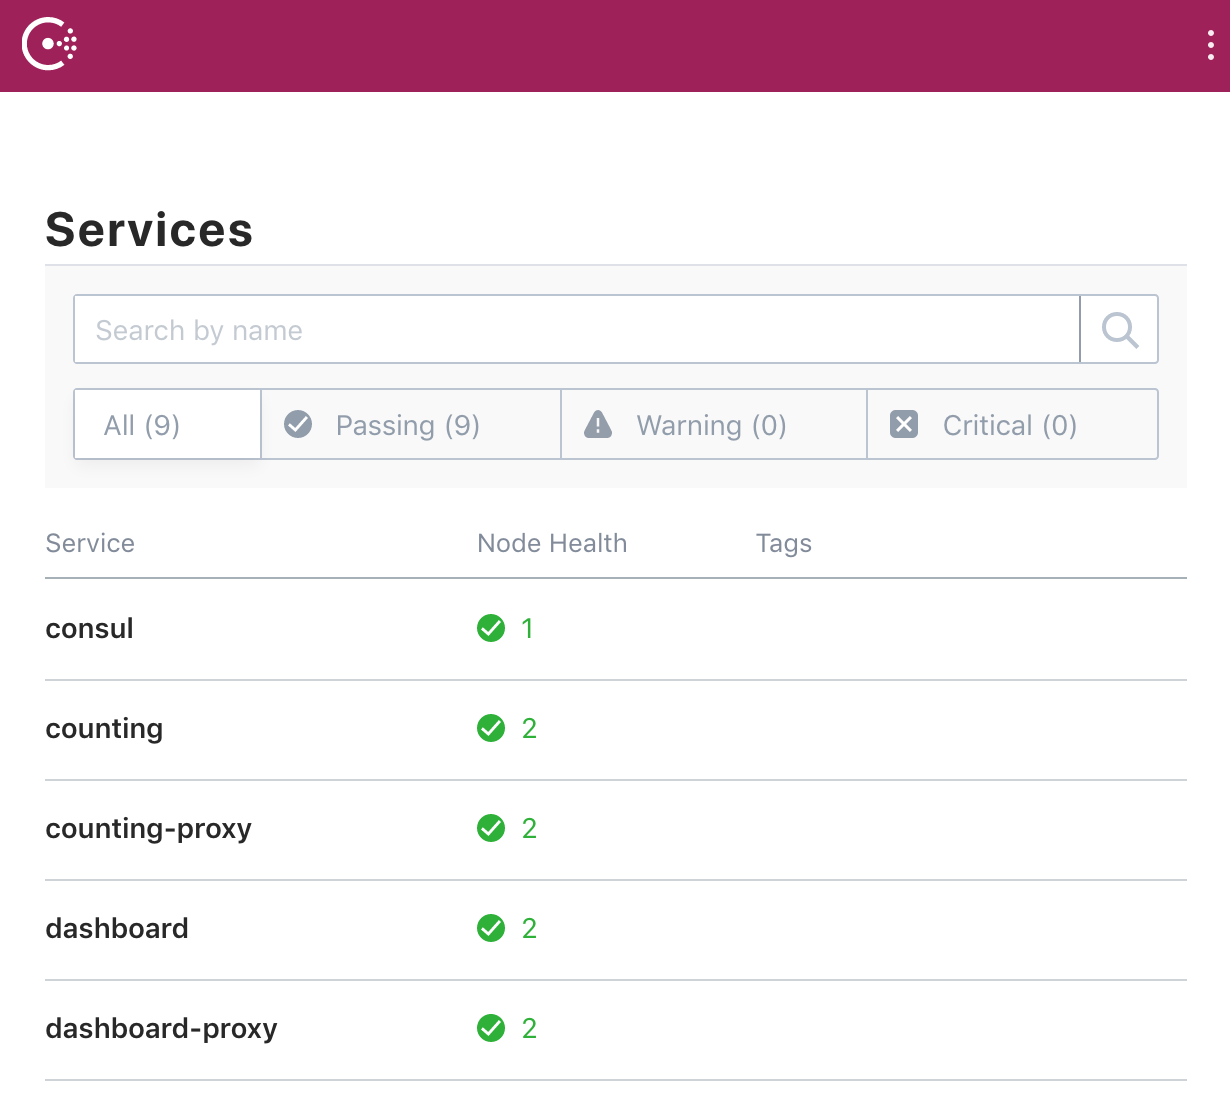 Services
Search by name
All (9) Passing (9) Warning (0) Critical (0)
Service Node Health Tags
consul 1
counting 2
counting-proxy 2
dashboard 2
dashboard-proxy 2